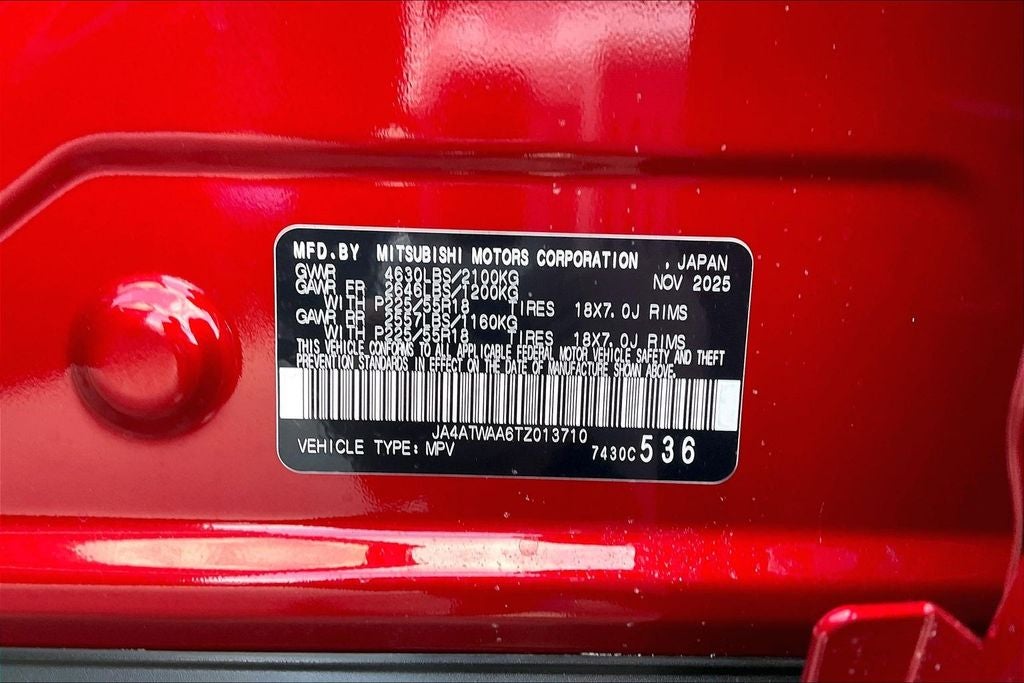 MFD.BY MITSUBISHI MOTORS CORPORATION , JAPAN
GVWR 4630LBS/2100KG NOV 2025
GAWR FR 2646LBS/1200KG
WITH P225/55R18 TIRES 18X7.0J RIMS
GAWR RR 2557LBS/1160KG
WITH P225/55R18 TIRES 18X7.0J RIMS
THIS VEHICLE CONFORMS TO ALL APPLICABLE FEDERAL MOTOR VEHICLE SAFETY AND THEFT
PREVENTION STANDARDS IN EFFECT ON THE DATE OF MANUFACTURE SHOWN ABOVE.
JA4ATWAA6TZ013710
VEHICLE TYPE: MPV 7430C 536